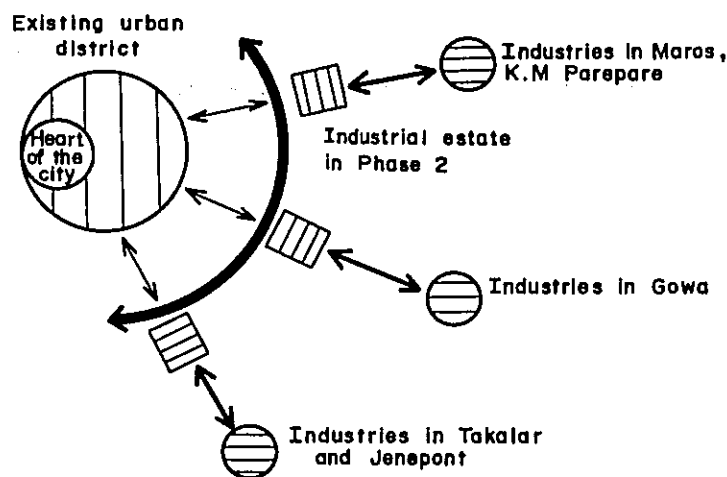 Existing urban
district
Heart
of the
city
Industries in Maros,
K.M Parepare
Industrial estate
in Phase 2
Industries in Gowa
Industries in Takalar
and Jenepont